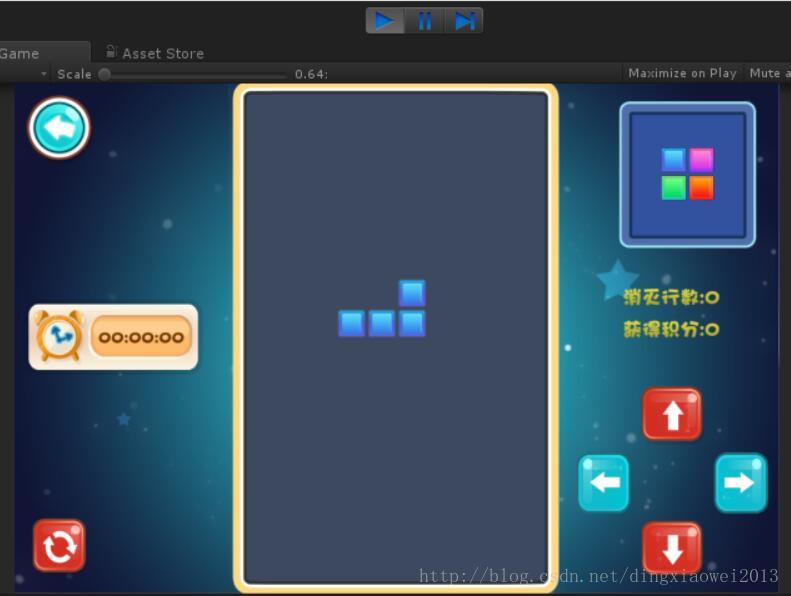 Game
Asset Store
Scale
0.64:
Maximize on Play
Mute a
00:00:00
消灭行数:0
获得积分:0
http://blog.csdn.net/dingxiaowei2013